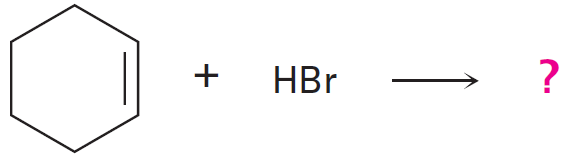 + HBr ⟶ ?